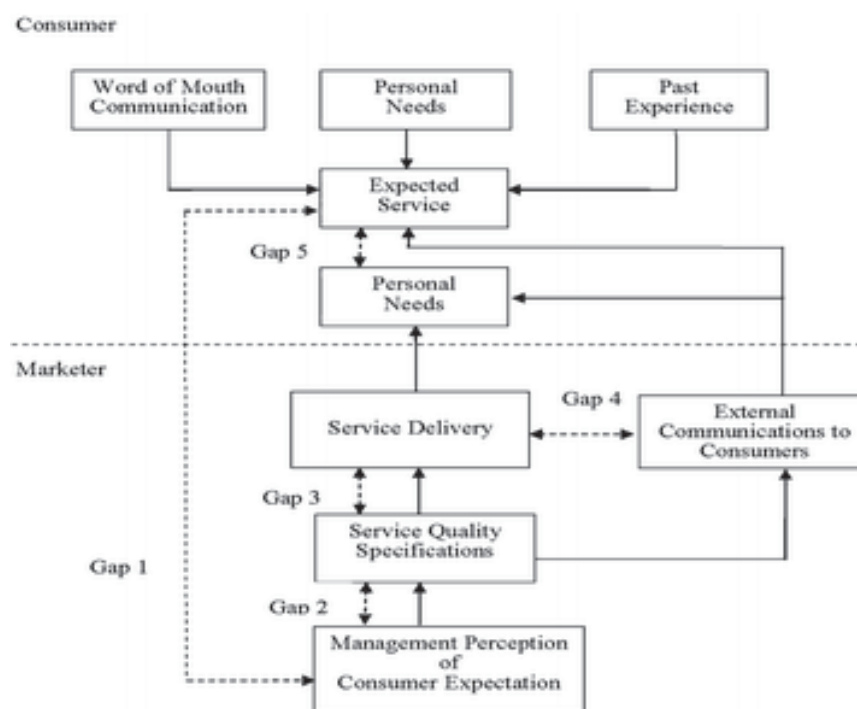 Consumer
Word of Mouth
Communication
Personal
Needs
Past
Experience
Expected
Service
Gap 5
Personal
Needs
Marketer
Service Delivery
Gap 4
External
Communications to
Consumers
Gap 3
Service Quality
Specifications
Gap 1
Gap 2
Management Perception
of
Consumer Expectation